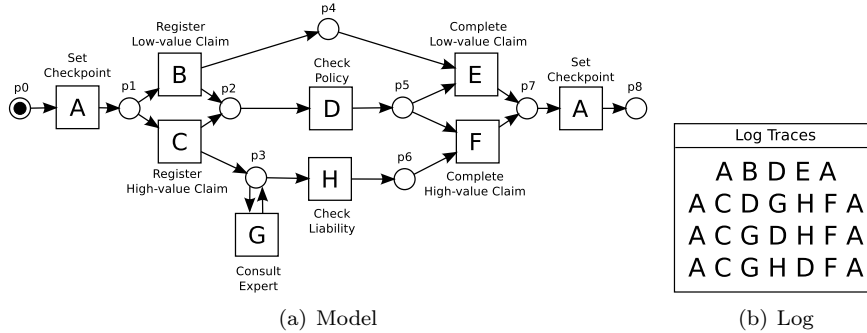 p4
Register
Low-value Claim
Complete
Low-value Claim
B
E
Set
Checkpoint
Check
Policy
Set
Checkpoint
p0
p1
p2
p5
p7
p8
A
D
A
C
F
p3
p6
Register
High-value Claim
H
Complete
High-value Claim
Check
Liability
G
Consult
Expert
(a) Model
Log Traces
A B D E A
A C D G H F A
A C G D H F A
A C G H D F A
(b) Log